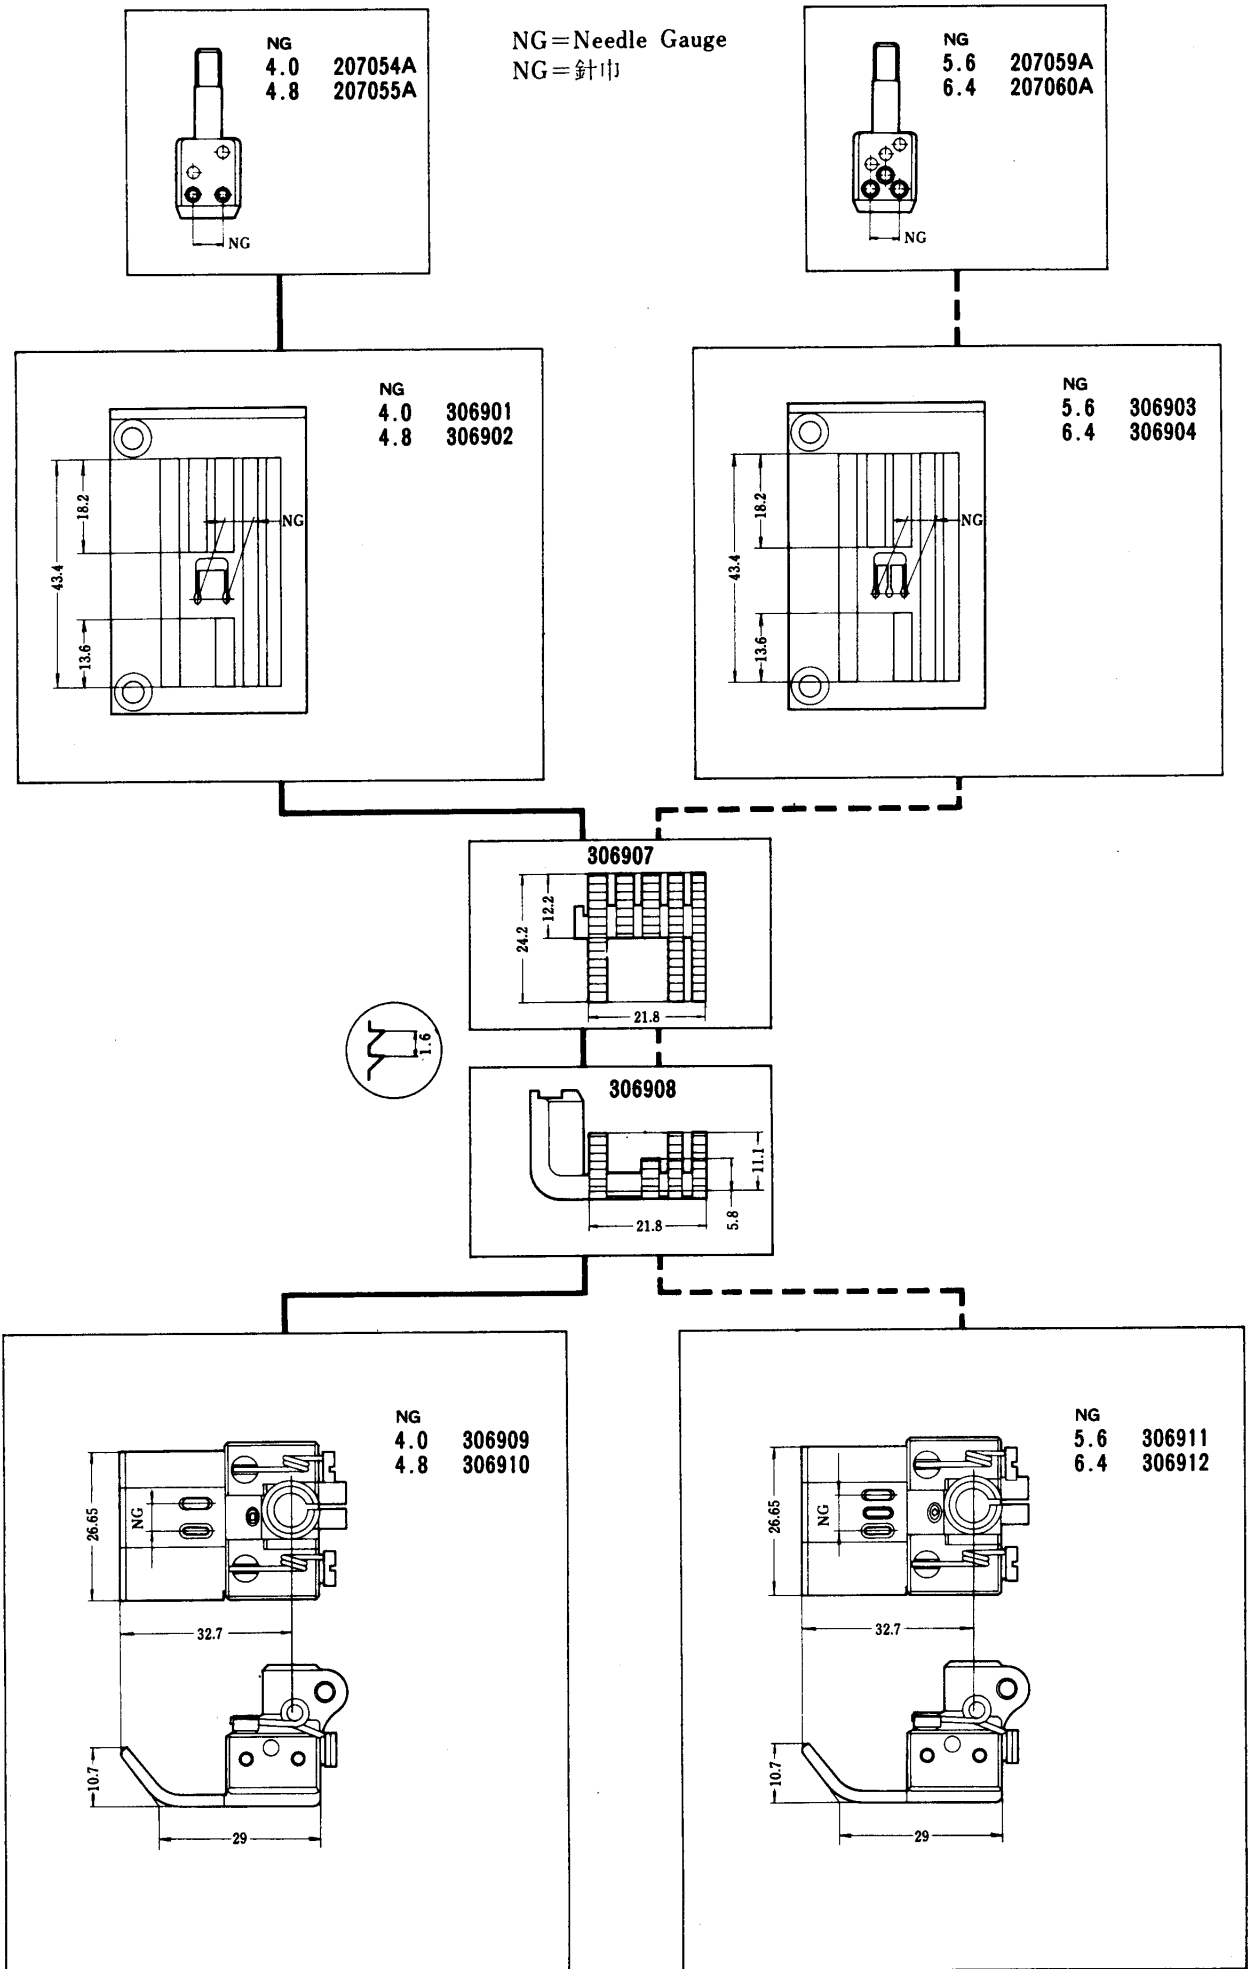 NG
4.0 207054A
4.8 207055A
NG
NG=Needle Gauge
NG=針巾
NG
5.6 207059A
6.4 207060A
NG
NG
4.0 306901
4.8 306902
18.2
NG
43.4
13.6
NG
5.6 306903
6.4 306904
18.2
NG
43.4
13.6
306907
12.2
24.2
21.8
1.6
306908
11.1
5.8
21.8
NG
4.0 306909
4.8 306910
26.65
NG
32.7
10.7
29
NG
5.6 306911
6.4 306912
26.65
NG
32.7
10.7
29